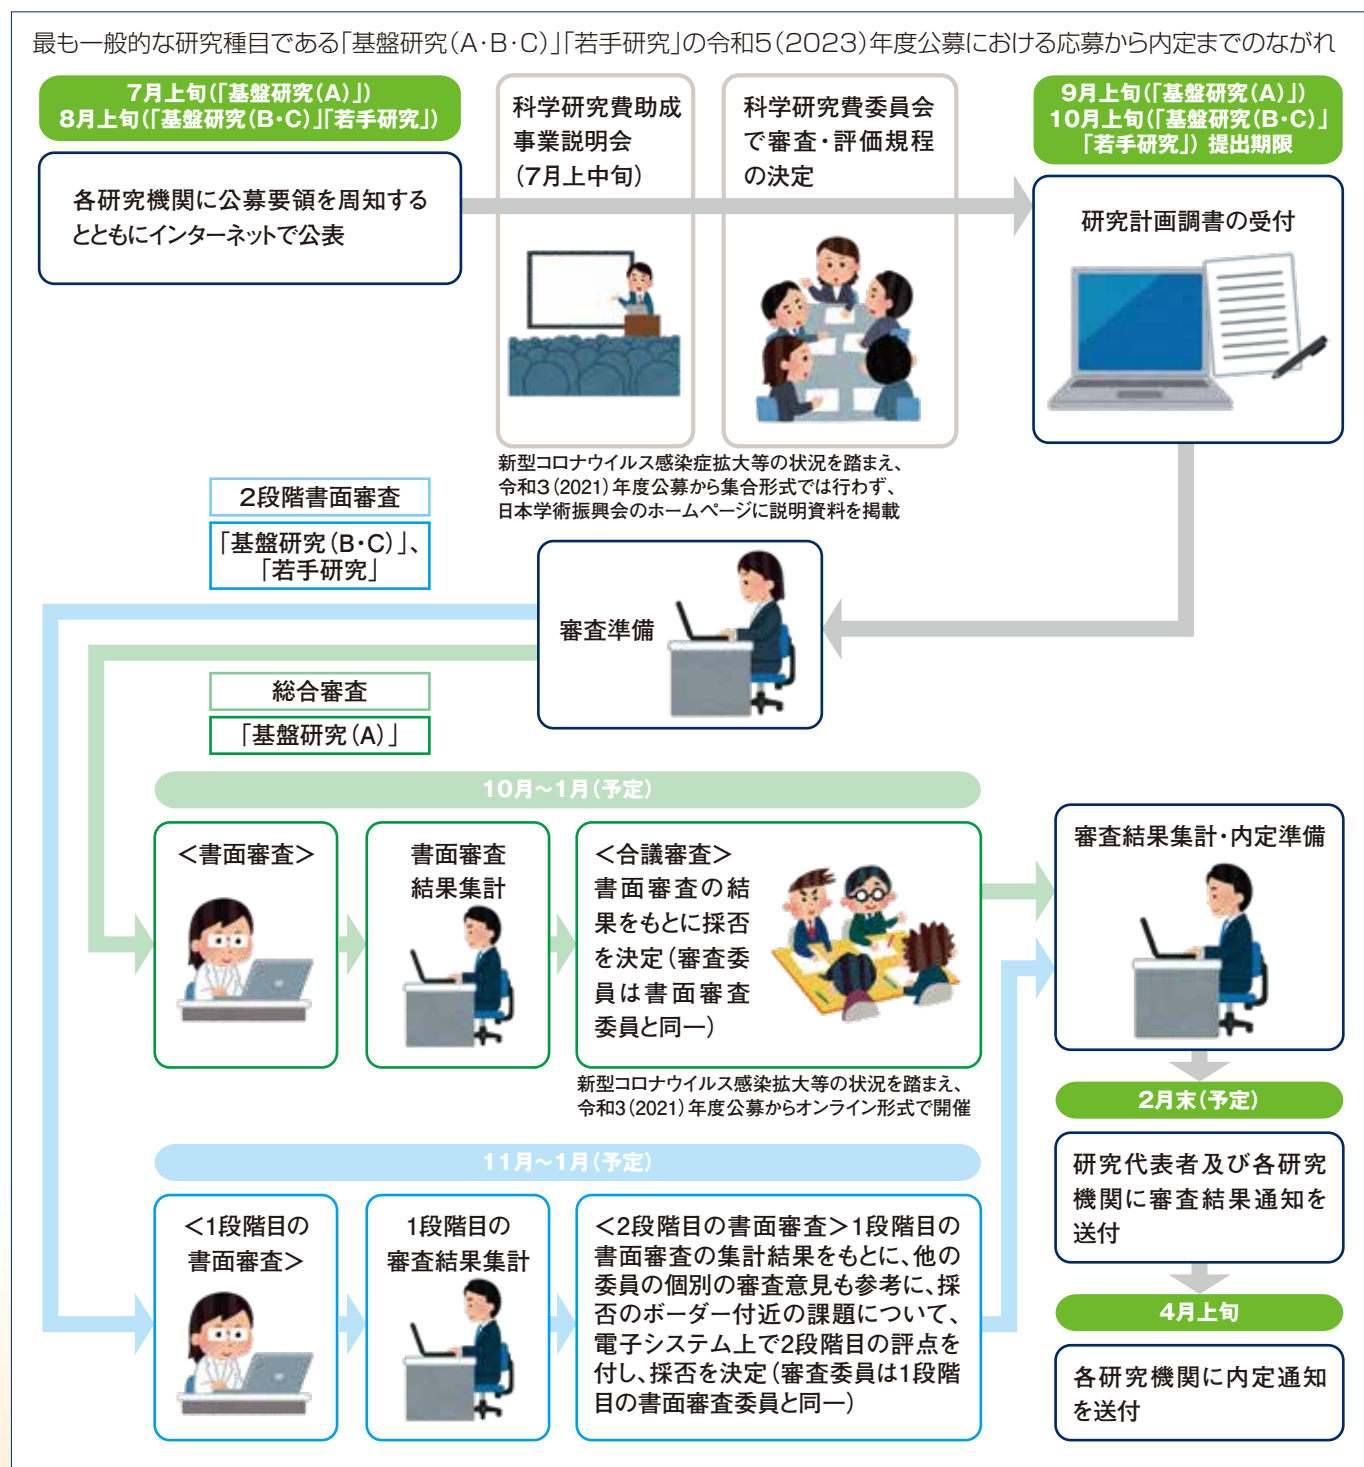 最も一般的な研究種目である「基盤研究(A・B・C)」「若手研究」の令和5(2023)年度公募における応募から内定までのながれ
7月上旬(「基盤研究(A)」)
8月上旬(「基盤研究(B・C)」「若手研究」)
各研究機関に公募要領を周知する
とともにインターネットで公表
科学研究費助成
事業説明会
(7月上中旬)
科学研究費委員会
で審査・評価規程
の決定
新型コロナウイルス感染症拡大等の状況を踏まえ、
令和3(2021)年度公募から集合形式では行わず、
日本学術振興会のホームページに説明資料を掲載
9月上旬(「基盤研究(A)」)
10月上旬(「基盤研究(B・C)」
「若手研究」) 提出期限
研究計画調書の受付
審査準備
2段階書面審査
「基盤研究(B・C)」、
「若手研究」
総合審査
「基盤研究(A)」
10月〜1月(予定)
<書面審査>
書面審査
結果集計
<合議審査>
書面審査の結
果をもとに採否
を決定(審査委
員は書面審査
委員と同一)
新型コロナウイルス感染拡大等の状況を踏まえ、
令和3(2021)年度公募からオンライン形式で開催
11月〜1月(予定)
<1段階目の
書面審査>
1段階目の
審査結果集計
<2段階目の書面審査>1段階目の
書面審査の集計結果をもとに、他の
委員の個別の審査意見も参考に、採
否のボーダー付近の課題について、
電子システム上で2段階目の評点を
付し、採否を決定(審査委員は1段階
目の書面審査委員と同一)
審査結果集計・内定準備
2月末(予定)
研究代表者及び各研究
機関に審査結果通知を
送付
4月上旬
各研究機関に内定通知
を送付